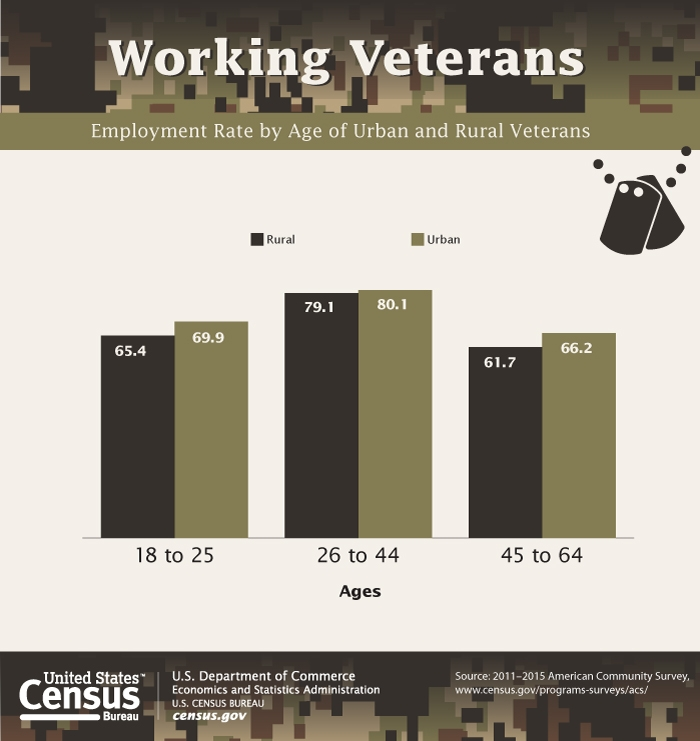 Working Veterans
Employment Rate by Age of Urban and Rural Veterans
Rural
Urban
65.4
69.9
79.1
80.1
61.7
66.2
18 to 25
26 to 44
45 to 64
Ages
United States™
Census
Bureau
U.S. Department of Commerce
Economics and Statistics Administration
U.S. CENSUS BUREAU
census.gov
Source: 2011–2015 American Community Survey,
www.census.gov/programs-surveys/acs/